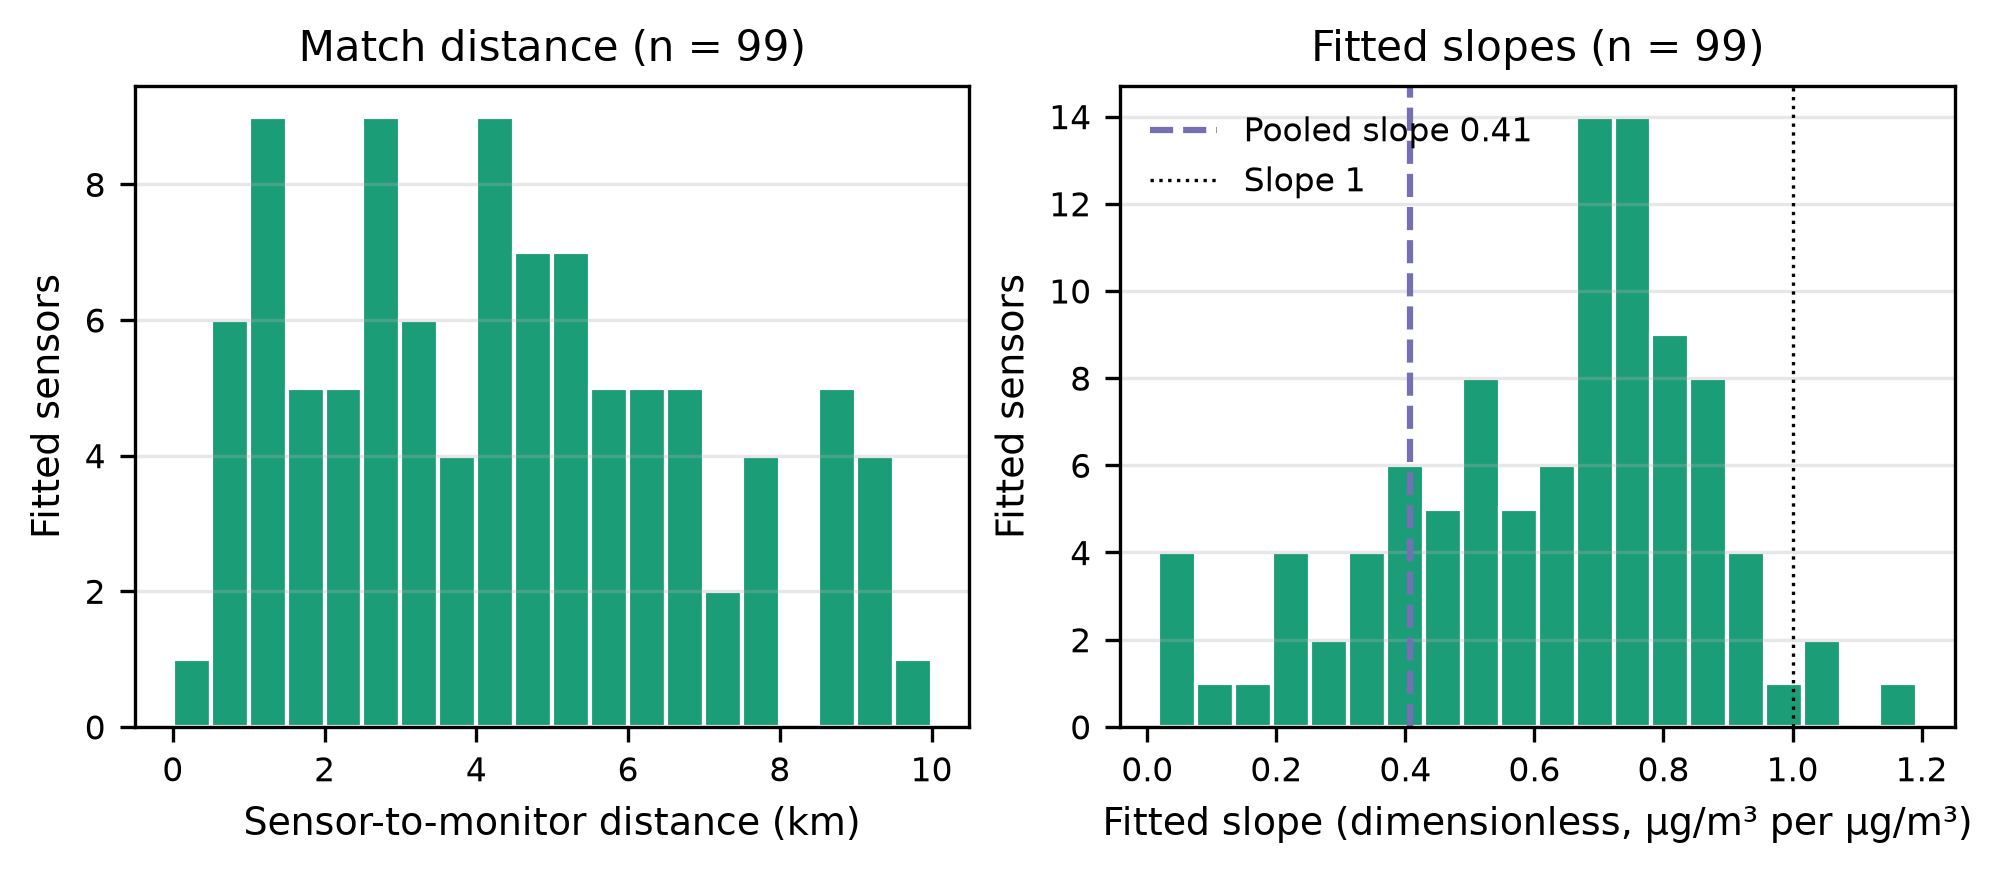 Match distance (n = 99)
Fitted sensors
8
6
4
2
0
0 2 4 6 8 10
Sensor-to-monitor distance (km)
Fitted slopes (n = 99)
Fitted sensors
14
12
10
8
6
4
2
0
Pooled slope 0.41
Slope 1
0.0 0.2 0.4 0.6 0.8 1.0 1.2
Fitted slope (dimensionless, µg/m³ per µg/m³)